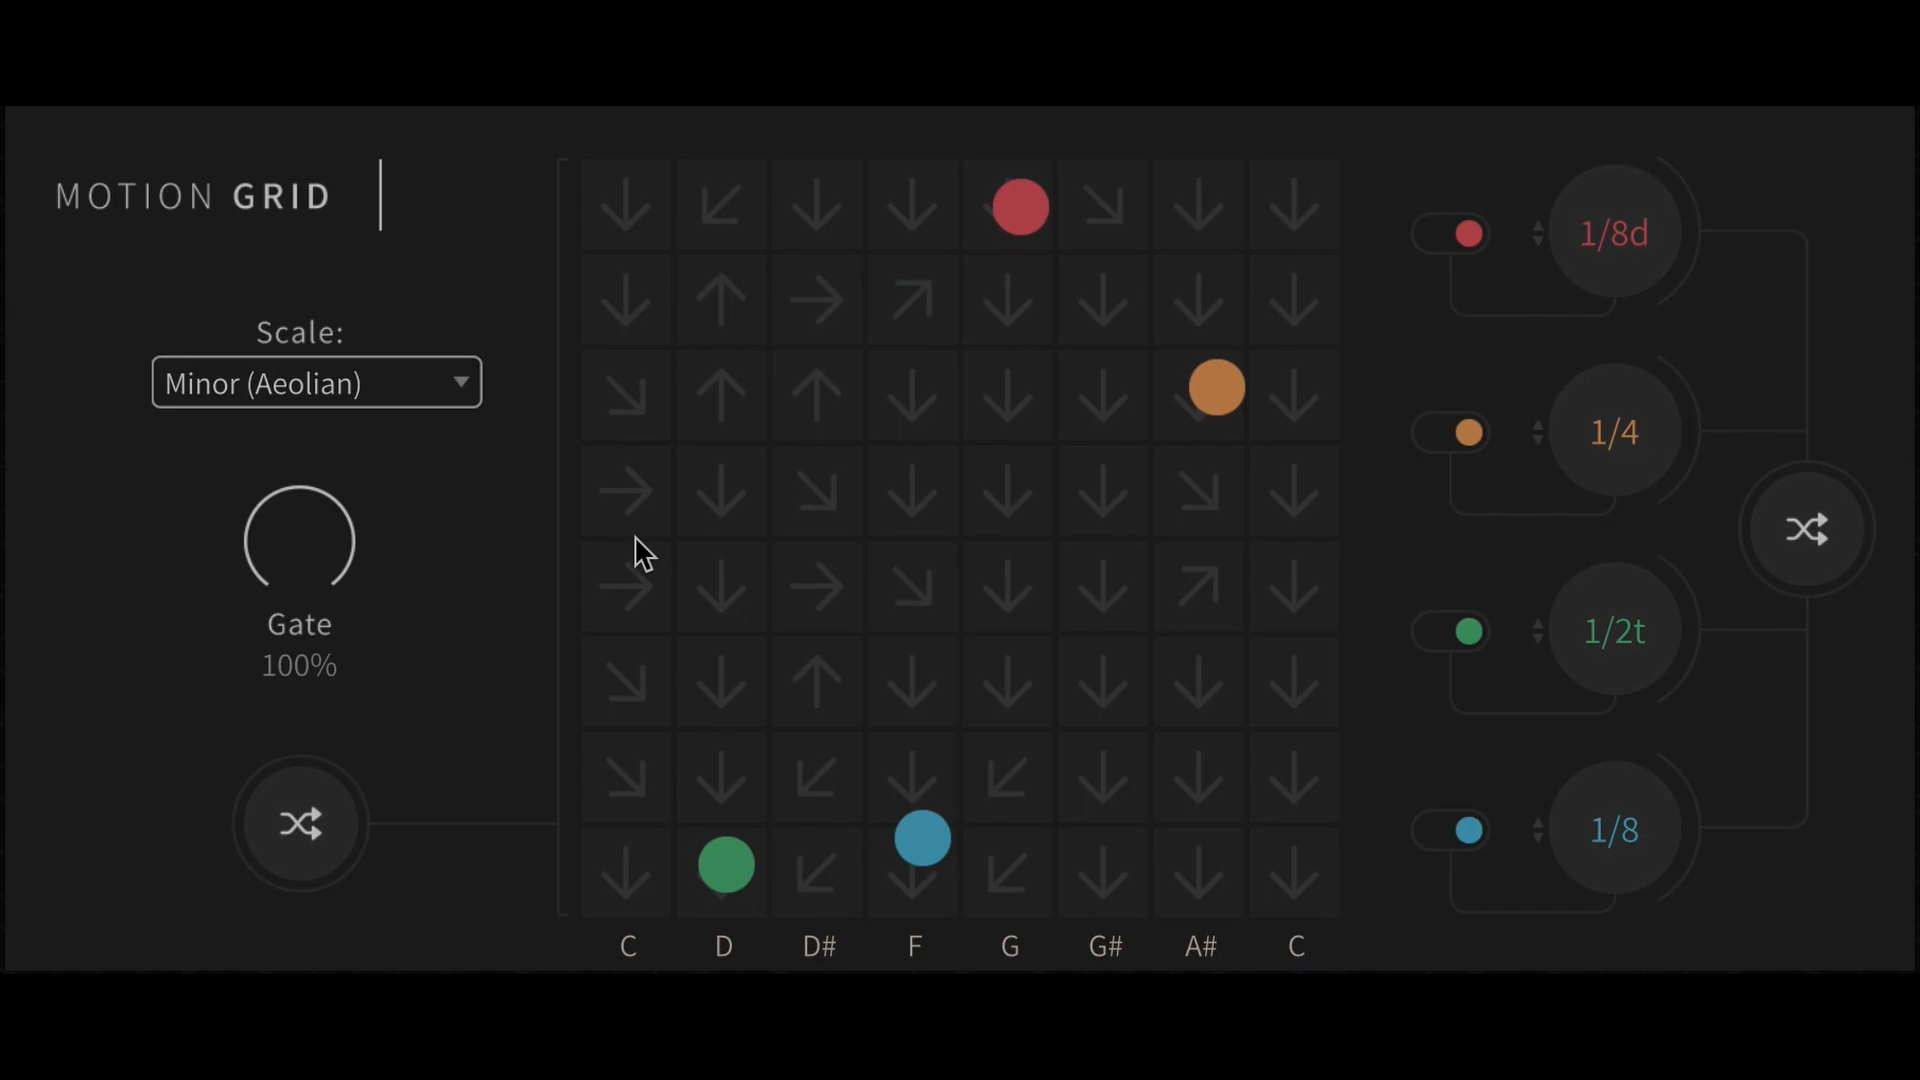 MOTION GRID
Scale:
Minor (Aeolian)
Gate
100%
C D D# F G G# A# C
1/8d
1/4
1/2t
1/8